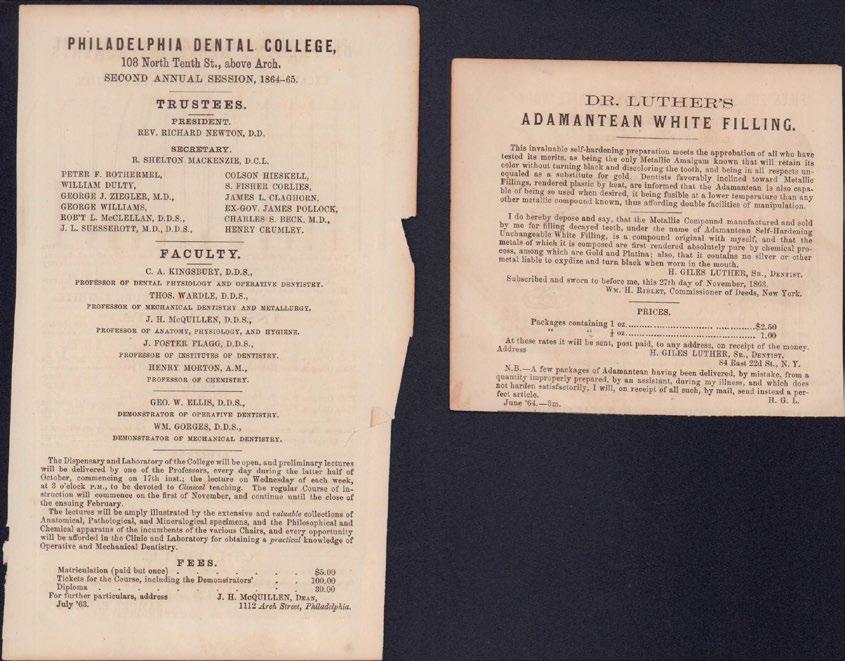 PHILADELPHIA DENTAL COLLEGE,
108 North Tenth St., above Arch.
SECOND ANNUAL SESSION, 1864-65.
TRUSTEES.
PRESIDENT.
REV. RICHARD NEWTON, D.D.
SECRETARY.
R. SHELTON MACKENZIE, D.C.L.
PETER F. ROTHERMEL,
WILLIAM DULTY,
GEORGE J. ZIEGLER, M.D.,
GEORGE WILLIAMS,
ROB'T L. McCLELLAN, D.D.S.,
J. L. SUESSEROTT, M.D., D.D.S.,
COLSON HIESKELL,
S. FISHER CORLIES,
JAMES L. CLAGHORN,
EX-GOV. JAMES POLLOCK,
CHARLES S. BECK, M.D.,
HENRY CRUMLEY.
FACULTY.
C. A. KINGSBURY, D.D.S.,
PROFESSOR OF DENTAL PHYSIOLOGY AND OPERATIVE DENTISTRY.
THOS. WARDLE, D.D.S.,
PROFESSOR OF MECHANICAL DENTISTRY AND METALLURGY.
J. H. McQUILLEN, D.D.S.,
PROFESSOR OF ANATOMY, PHYSIOLOGY, AND HYGIENE.
J. FOSTER FLAGG, D.D.S.,
PROFESSOR OF INSTITUTES OF DENTISTRY.
HENRY MORTON, A.M.,
PROFESSOR OF CHEMISTRY.
GEO. W. ELLIS, D.D.S.,
DEMONSTRATOR OF OPERATIVE DENTISTRY.
WM. GORGES, D.D.S.,
DEMONSTRATOR OF MECHANICAL DENTISTRY.
The Dispensary and Laboratory of the College will be open, and preliminary lectures
will be delivered by one of the Professors, every day during the latter half of
October, commencing on 17th inst.; the lecture on Wednesday of each week,
at 3 o'clock P.M., to be devoted to Clinical teaching. The regular Course of in-
struction will commence on the first of November, and continue until the close of
the ensuing February.
The lectures will be amply illustrated by the extensive and valuable collections of
Anatomical, Pathological, and Mineralogical specimens, and the Philosophical and
Chemical apparatus of the incumbents of the various Chairs, and every opportunity
will be afforded in the Clinic and Laboratory for obtaining a practical knowledge of
Operative and Mechanical Dentistry.
FEES.
Matriculation (paid but once) . . . . . . . $5.00
Tickets for the Course, including the Demonstrators' . . 100.00
Diploma . . . . . . . . . . 30.00
For further particulars, address J. H. McQUILLEN, DEAN,
July '63. 1112 Arch Street, Philadelphia.
DR. LUTHER'S
ADAMANTEAN WHITE FILLING.
This invaluable self-hardening preparation meets the approbation of all who have
tested its merits, as being the only Metallic Amalgam known that will retain its
color without turning black and discoloring the tooth, and being in all respects un-
equaled as a substitute for gold. Dentists favorably inclined toward Metallic
Fillings, rendered plastic by heat, are informed that the Adamantean is also capa-
ble of being so used when desired, it being fusible at a lower temperature than any
other metallic compound known, thus affording double facilities of manipulation.
I do hereby depose and say, that the Metallic Compound manufactured and sold
by me for filling decayed teeth, under the name of Adamantean Self-Hardening
Unchangeable White Filling, is a compound original with myself, and that the
metals of which it is composed are first rendered absolutely pure by chemical pro-
cess, among which are Gold and Platina; also, that it contains no silver or other
metal liable to oxydize and turn black when worn in the mouth.
H. GILES LUTHER, SR., DENTIST.
Subscribed and sworn to before me, this 27th day of November, 1863.
WM. H. RIBLET, Commissioner of Deeds, New York.
PRICES.
Packages containing 1 oz. $2.50
" " oz. 1.00
At these rates it will be sent, post paid, to any address, on receipt of the money.
Address H. GILES LUTHER, SR., DENTIST.
84 East 22d St., N. Y.
N.B.—A few packages of Adamantean having been delivered, by mistake, from a
quantity improperly prepared, by an assistant, during my illness, and which does
not harden satisfactorily, I will, on receipt of all such, by mail, send instead a per-
fect article. H. G. L.
June '64.—3m.